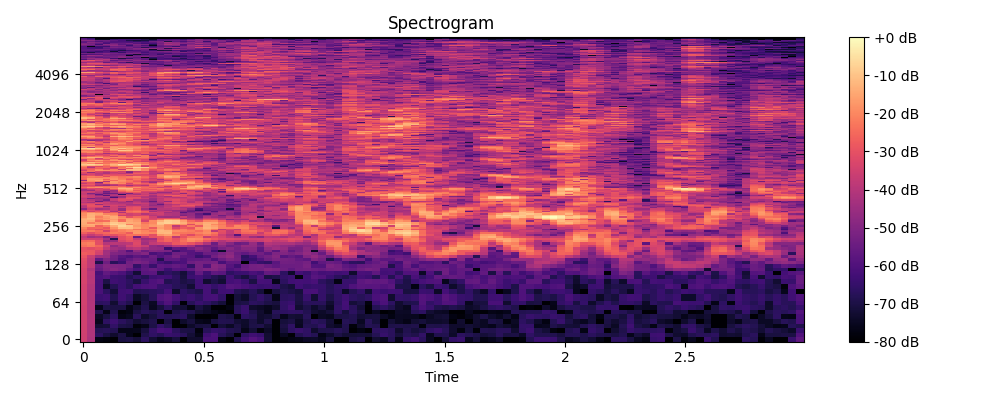 Spectrogram
Hz
4096
2048
1024
512
256
128
64
0
0
0.5
1
1.5
2
2.5
Time
+0 dB
-10 dB
-20 dB
-30 dB
-40 dB
-50 dB
-60 dB
-70 dB
-80 dB